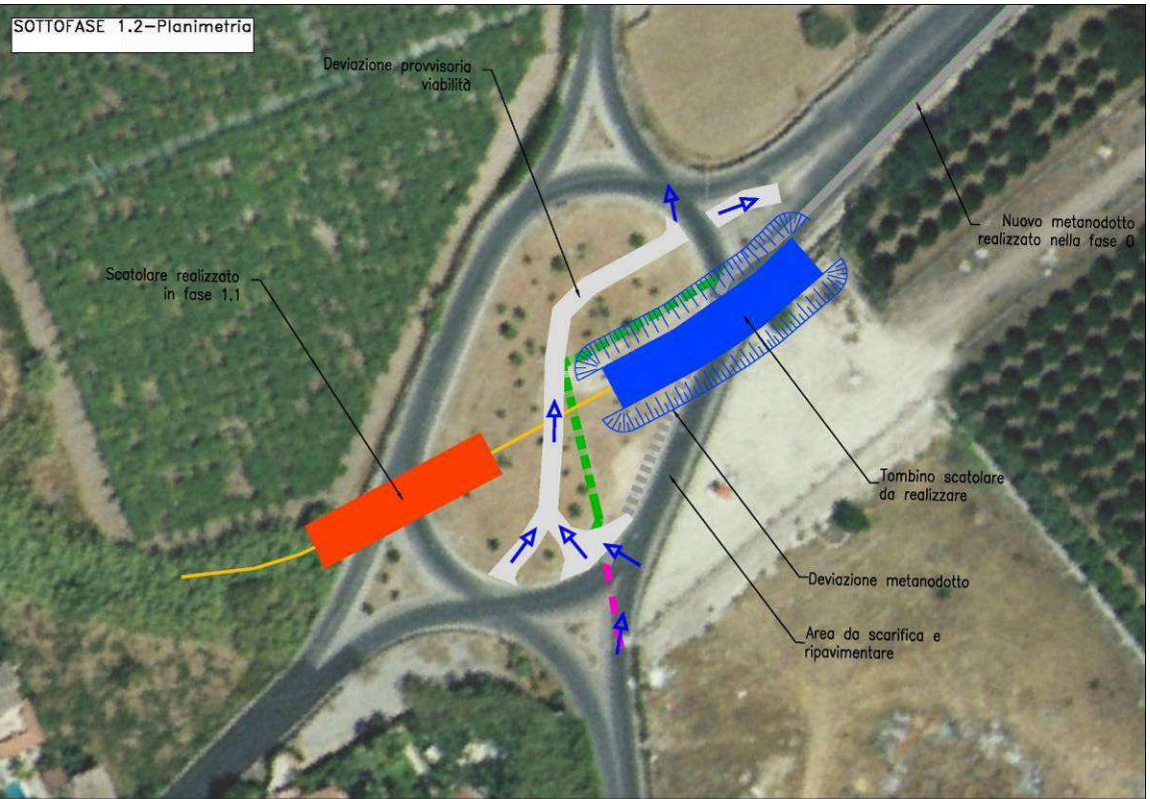 SOTTOFASE 1.2-Planimetria
Deviazione provvisoria
viabilità
Nuovo metanodotto
realizzato nella fase 0
Scatolare realizzato
in fase 1.1
Tombino scatolare
da realizzare
Deviazione metanodotto
Area da scarifica e
ripavimentare